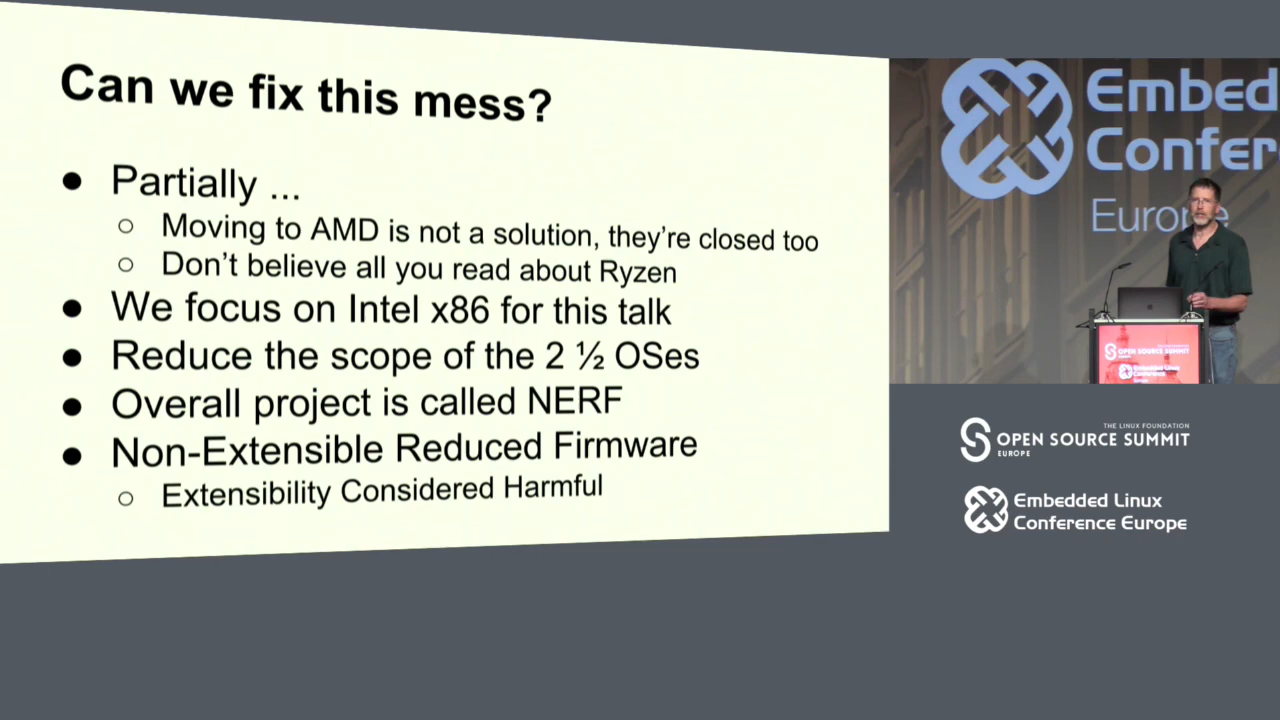 Can we fix this mess?
● Partially ...
○ Moving to AMD is not a solution, they're closed too
○ Don't believe all you read about Ryzen
● We focus on Intel x86 for this talk
● Reduce the scope of the 2 ½ OSes
● Overall project is called NERF
● Non-Extensible Reduced Firmware
○ Extensibility Considered Harmful
Embed
Confer
Europe
OPEN SOURCE SUMMIT
THE LINUX FOUNDATION
OPEN SOURCE SUMMIT
EUROPE
Embedded Linux
Conference Europe